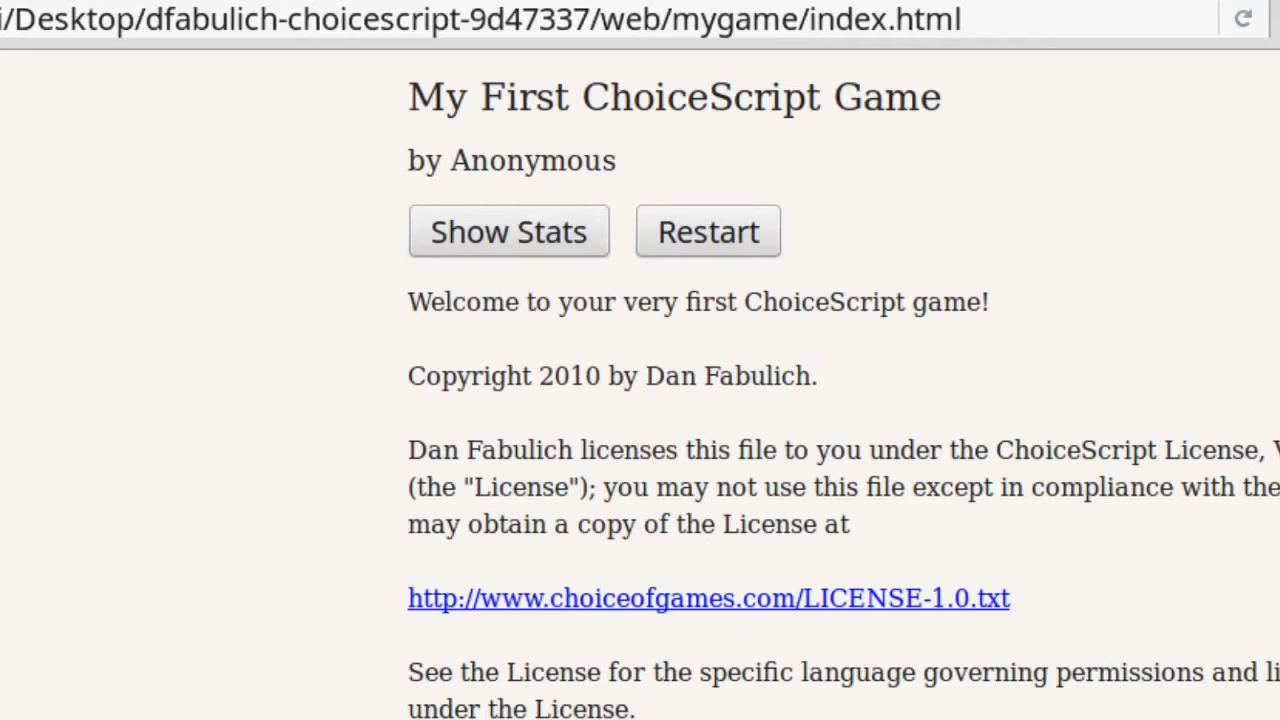 i/Desktop/dfabulich-choicescript-9d47337/web/mygame/index.html
My First ChoiceScript Game
by Anonymous
Show Stats Restart
Welcome to your very first ChoiceScript game!
Copyright 2010 by Dan Fabulich.
Dan Fabulich licenses this file to you under the ChoiceScript License,
(the "License"); you may not use this file except in compliance with the
may obtain a copy of the License at
http://www.choiceofgames.com/LICENSE-1.0.txt
See the License for the specific language governing permissions and li
under the License.